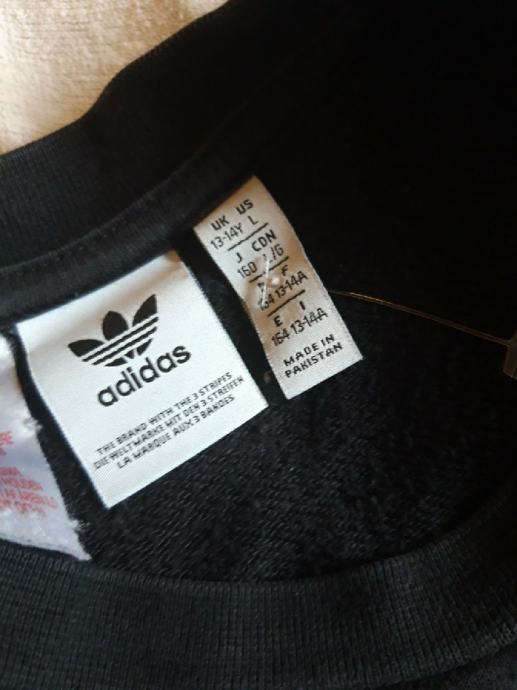 adidas
THE BRAND WITH THE 3 STRIPES
DIE WELTMARKE MIT DEN 3 STREIFEN
LA MARQUE AUX 3 BANDES
UK US
13-14Y L
J CDN
160 /G
F
164 13-14A
E I
164 13-14A
MADE IN
PAKISTAN